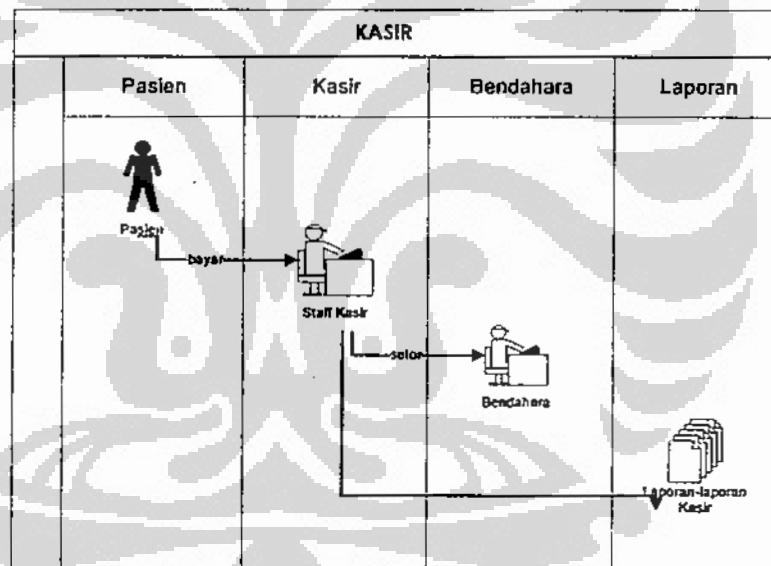 KASIR
Pasien
Kasir
Bendahara
Laporan
Pasien
bayar
Staff Kasir
setor
Bendahara
Laporan-laporan
Kasir